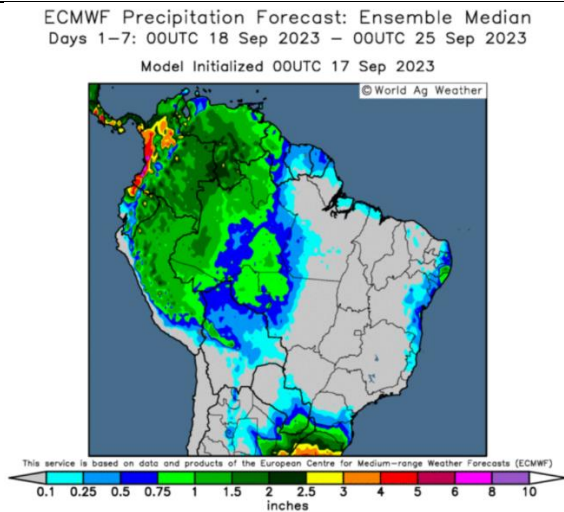 ECMWF Precipitation Forecast: Ensemble Median
Days 1–7: 00UTC 18 Sep 2023 – 00UTC 25 Sep 2023
Model Initialized 00UTC 17 Sep 2023
© World Ag Weather
This service is based on data and products of the European Centre for Medium-range Weather Forecasts (ECMWF)
0.1 0.25 0.5 0.75 1 1.5 2 2.5 3 4 5 6 8 10
inches